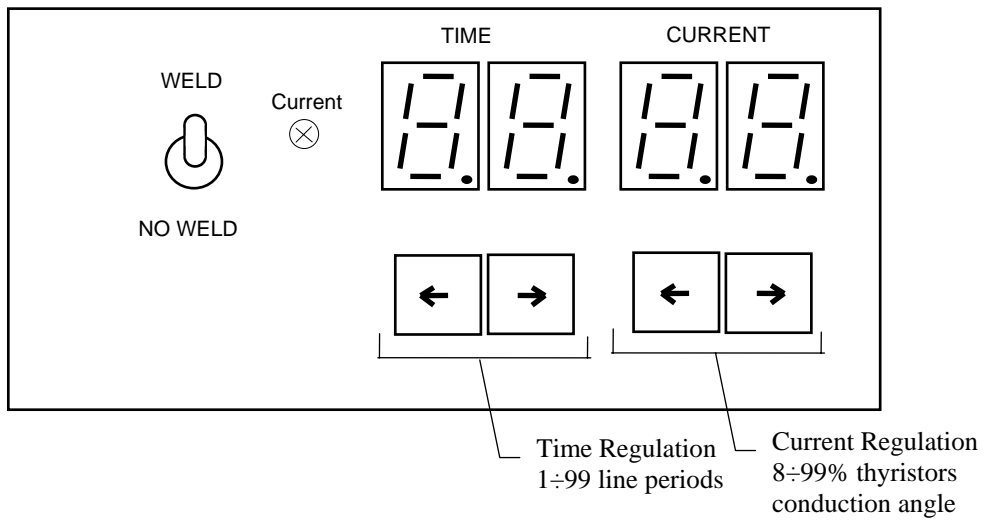 TIME
CURRENT
WELD
Current
NO WELD
Time Regulation
1÷99 line periods
Current Regulation
8÷99% thyristors
conduction angle